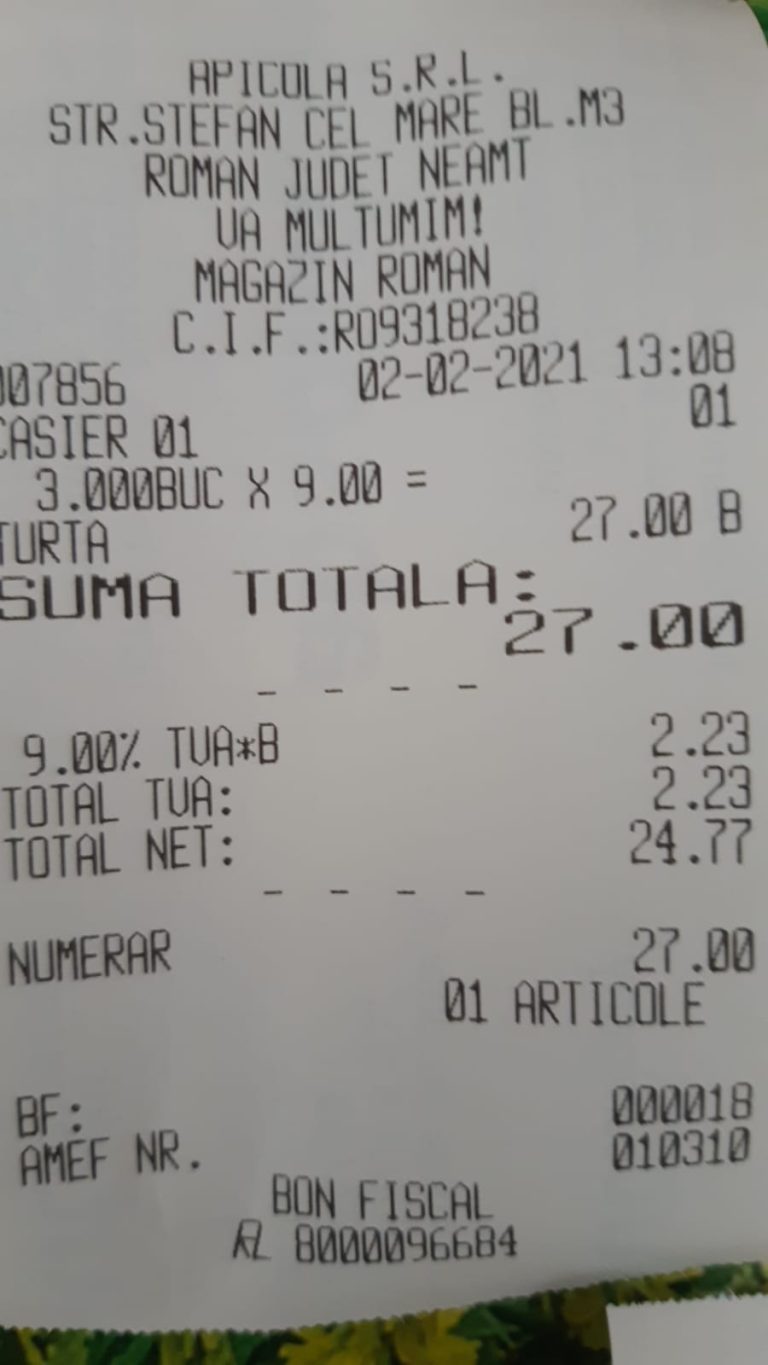 APICOLA S.R.L.
STR.STEFAN CEL MARE BL.M3
ROMAN JUDET NEAMT
VA MULTUMIM!
MAGAZIN ROMAN
C.I.F.:RO9318238
007856 02-02-2021 13:08
CASIER 01 01
3.000BUC X 9.00 =
TURTA 27.00 B
SUMA TOTALA:
27.00
- - - -
9.00% TVA*B 2.23
TOTAL TVA: 2.23
TOTAL NET: 24.77
- - - -
NUMERAR 27.00
01 ARTICOLE
BF: 000018
AMEF NR. 010310
BON FISCAL
8000096684